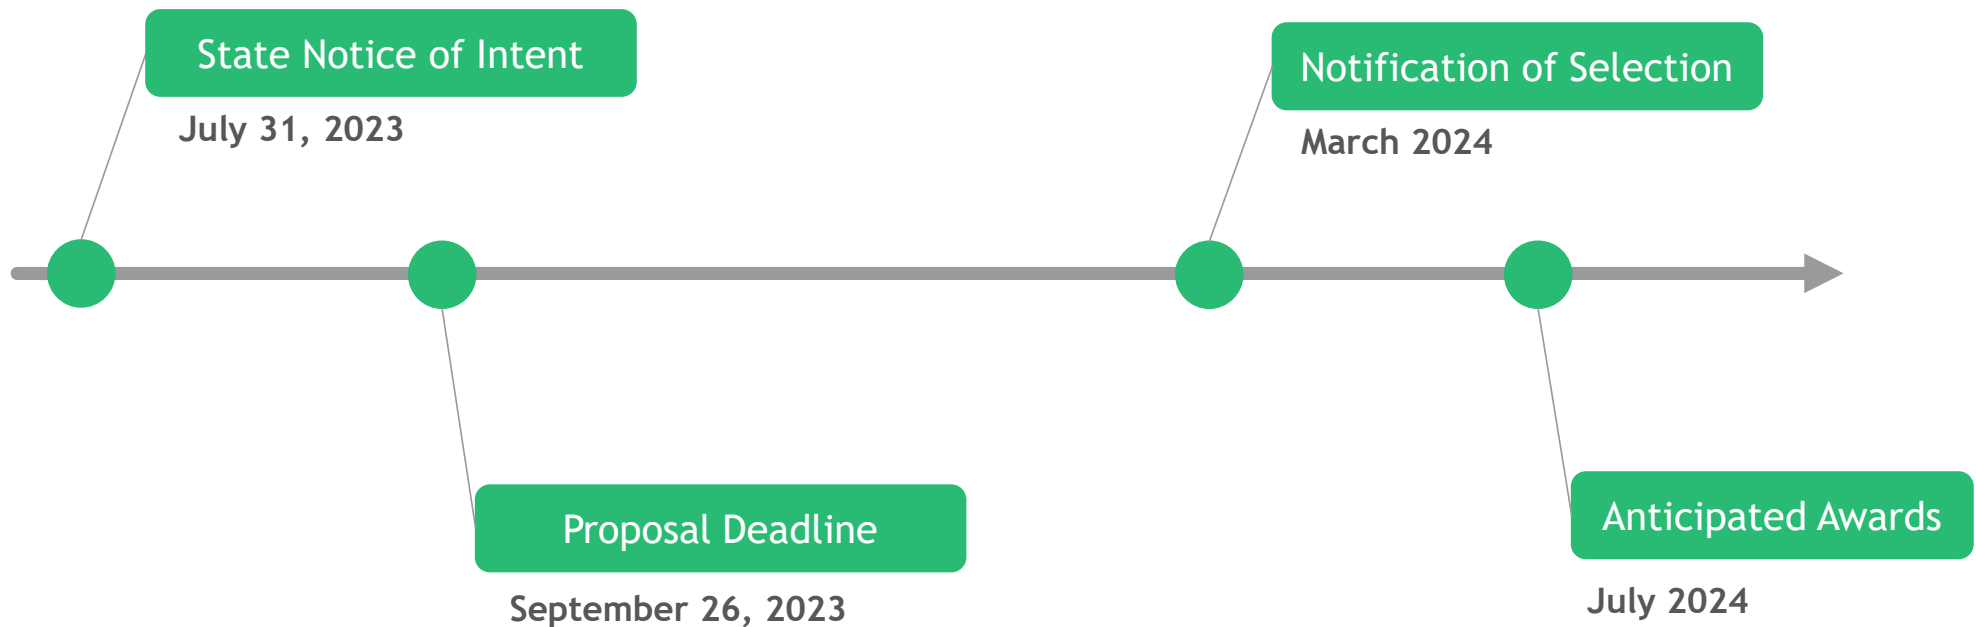 State Notice of Intent
July 31, 2023
Notification of Selection
March 2024
Proposal Deadline
September 26, 2023
Anticipated Awards
July 2024